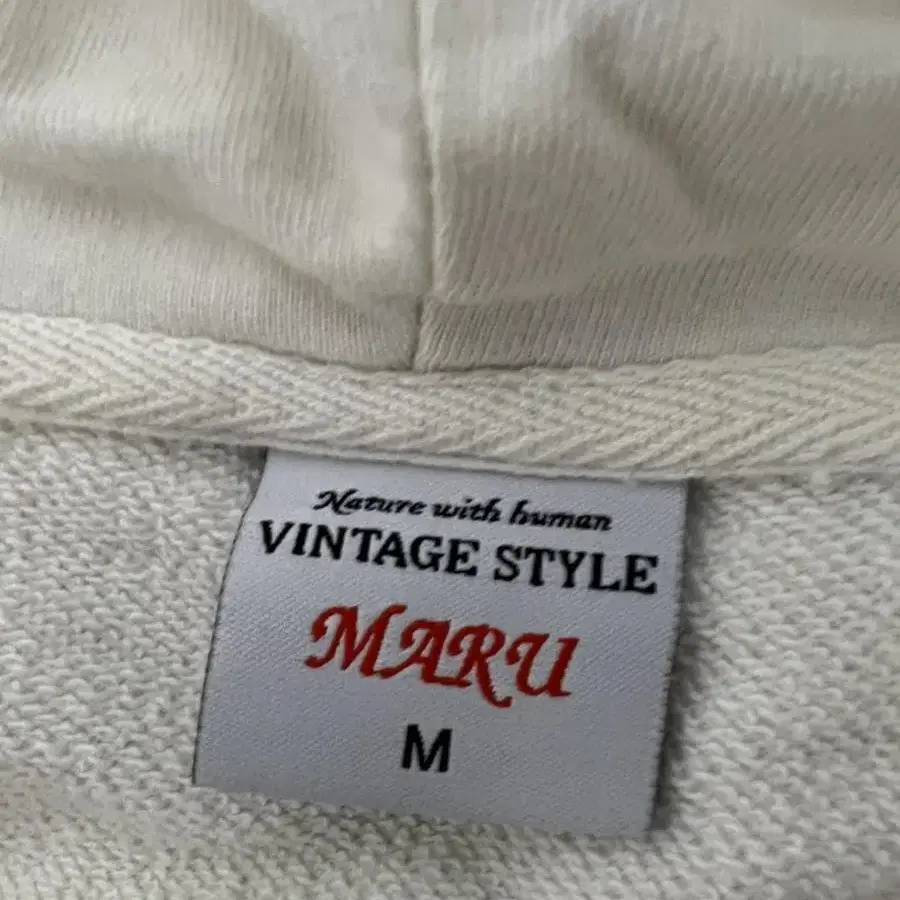 Nature with human
VINTAGE STYLE
MARU
M